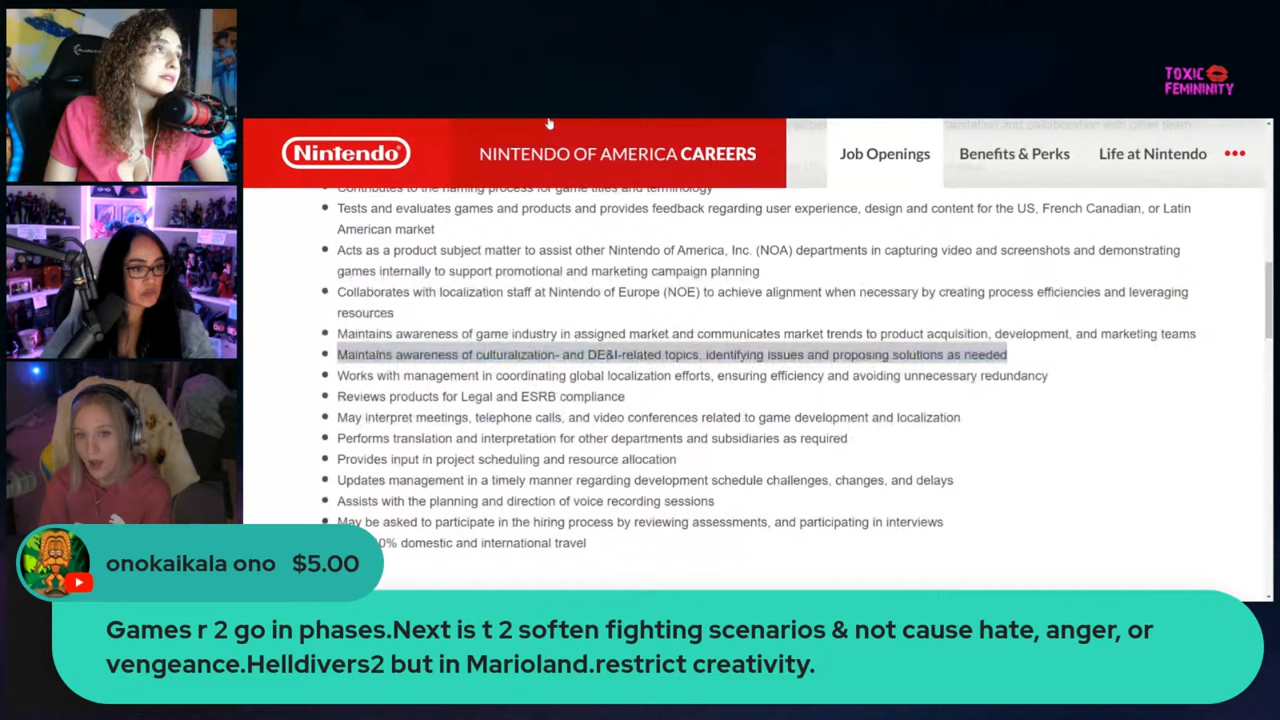 TOXIC
FEMININITY
Nintendo
NINTENDO OF AMERICA CAREERS
Job Openings
Benefits & Perks
Life at Nintendo
Contributes to the naming process for game titles and terminology
Tests and evaluates games and products and provides feedback regarding user experience, design and content for the US, French Canadian, or Latin
American market
Acts as a product subject matter to assist other Nintendo of America, Inc. (NOA) departments in capturing video and screenshots and demonstrating
games internally to support promotional and marketing campaign planning
Collaborates with localization staff at Nintendo of Europe (NOE) to achieve alignment when necessary by creating process efficiencies and leveraging
resources
Maintains awareness of game industry in assigned market and communicates market trends to product acquisition, development, and marketing teams
Maintains awareness of culturalization- and DE&I-related topics, identifying issues and proposing solutions as needed
Works with management in coordinating global localization efforts, ensuring efficiency and avoiding unnecessary redundancy
Reviews products for Legal and ESRB compliance
May interpret meetings, telephone calls, and video conferences related to game development and localization
Performs translation and interpretation for other departments and subsidiaries as required
Provides input in project scheduling and resource allocation
Updates management in a timely manner regarding development schedule challenges, changes, and delays
Assists with the planning and direction of voice recording sessions
May be asked to participate in the hiring process by reviewing assessments, and participating in interviews
0% domestic and international travel
onokaikala ono $5.00
Games r 2 go in phases.Next is t 2 soften fighting scenarios & not cause hate, anger, or
vengeance.Helldivers2 but in Marioland.restrict creativity.